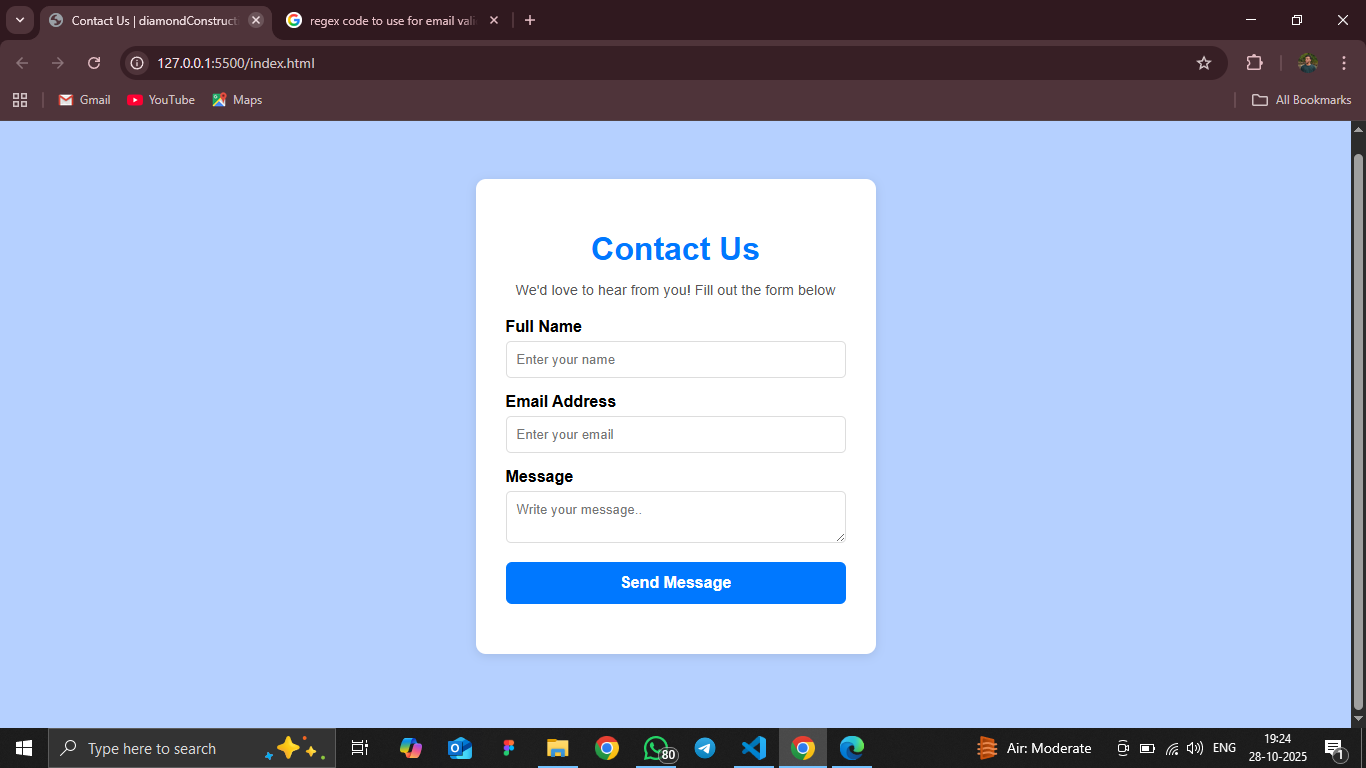 Contact Us | diamondConstruct
regex code to use for email vali
127.0.0.1:5500/index.html
Gmail
YouTube
Maps
All Bookmarks
Contact Us
We'd love to hear from you! Fill out the form below
Full Name
Enter your name
Email Address
Enter your email
Message
Write your message..
Send Message
Type here to search
80
Air: Moderate
ENG
19:24
28-10-2025
1